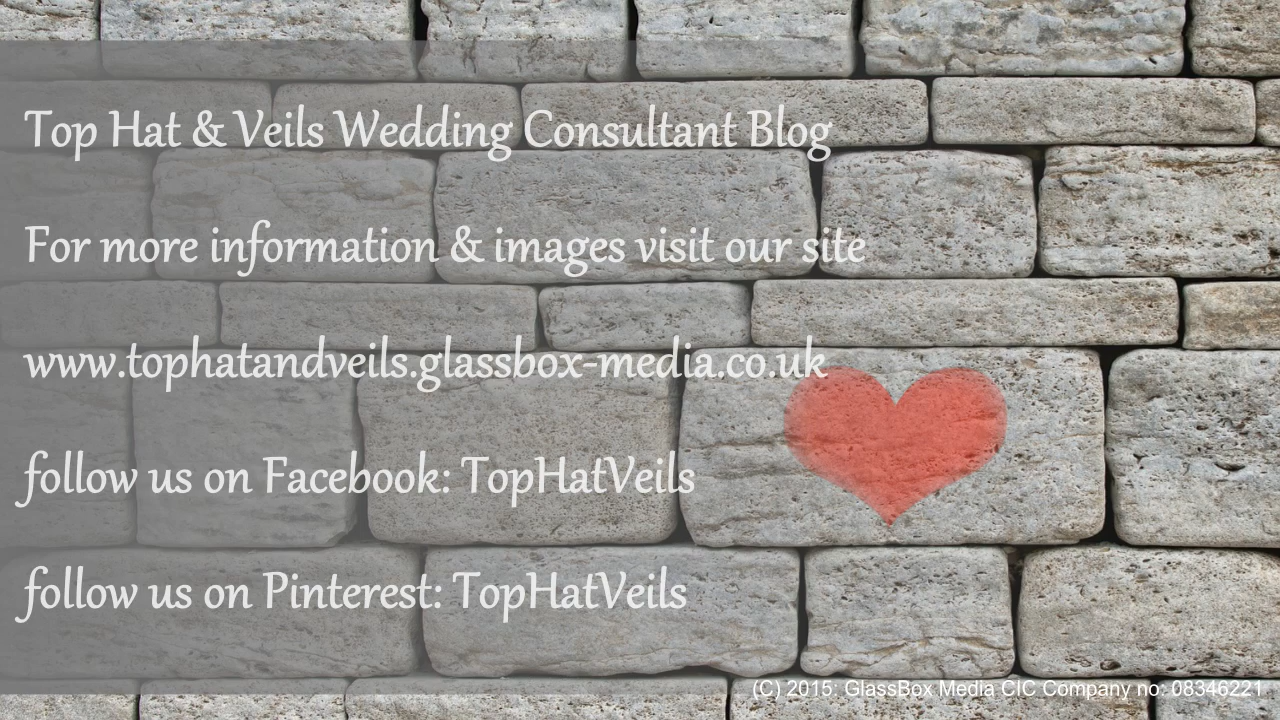 Top Hat & Veils Wedding Consultant Blog
For more information & images visit our site
www.tophatandveils.glassbox-media.co.uk
follow us on Facebook: TopHatVeils
follow us on Pinterest: TopHatVeils
(C) 2015: GlassBox Media CIC Company no: 08346221